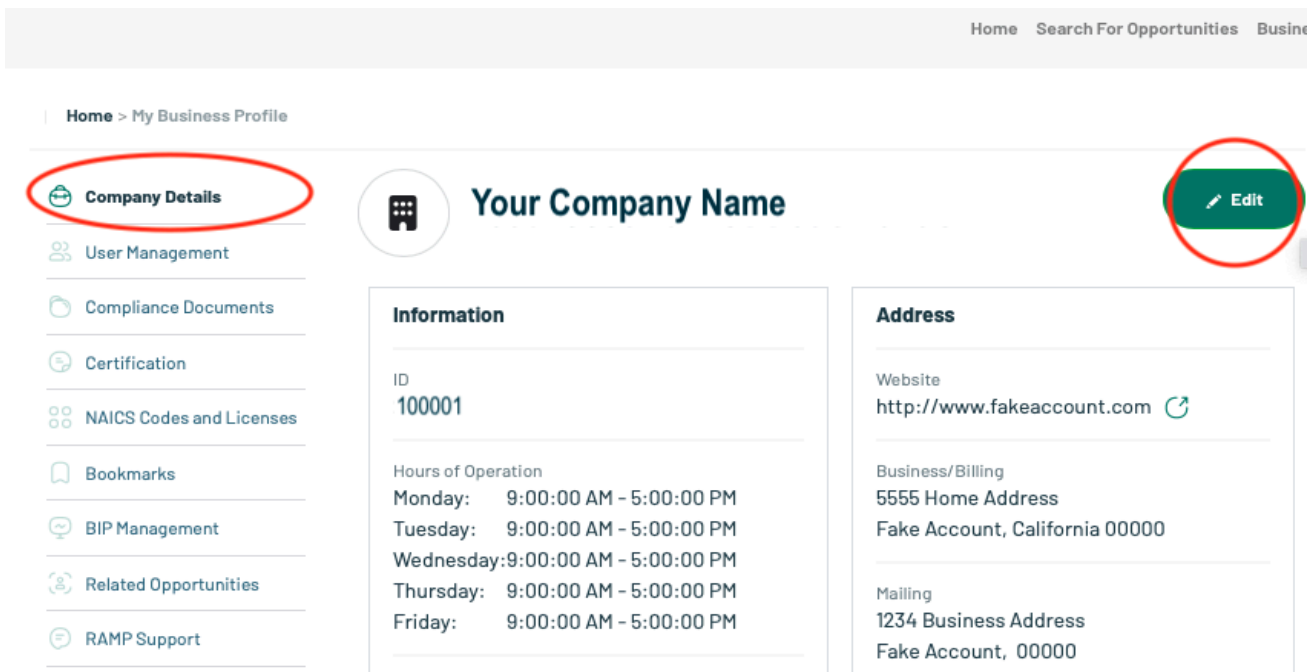 Home Search For Opportunities
Home > My Business Profile
Company Details
User Management
Compliance Documents
Certification
NAICS Codes and Licenses
Bookmarks
BIP Management
Related Opportunities
RAMP Support
Your Company Name
Edit
Information
ID
100001
Hours of Operation
Monday: 9:00:00 AM - 5:00:00 PM
Tuesday: 9:00:00 AM - 5:00:00 PM
Wednesday:9:00:00 AM - 5:00:00 PM
Thursday: 9:00:00 AM - 5:00:00 PM
Friday: 9:00:00 AM - 5:00:00 PM
Address
Website
http://www.fakeaccount.com
Business/Billing
5555 Home Address
Fake Account, California 00000
Mailing
1234 Business Address
Fake Account, 00000